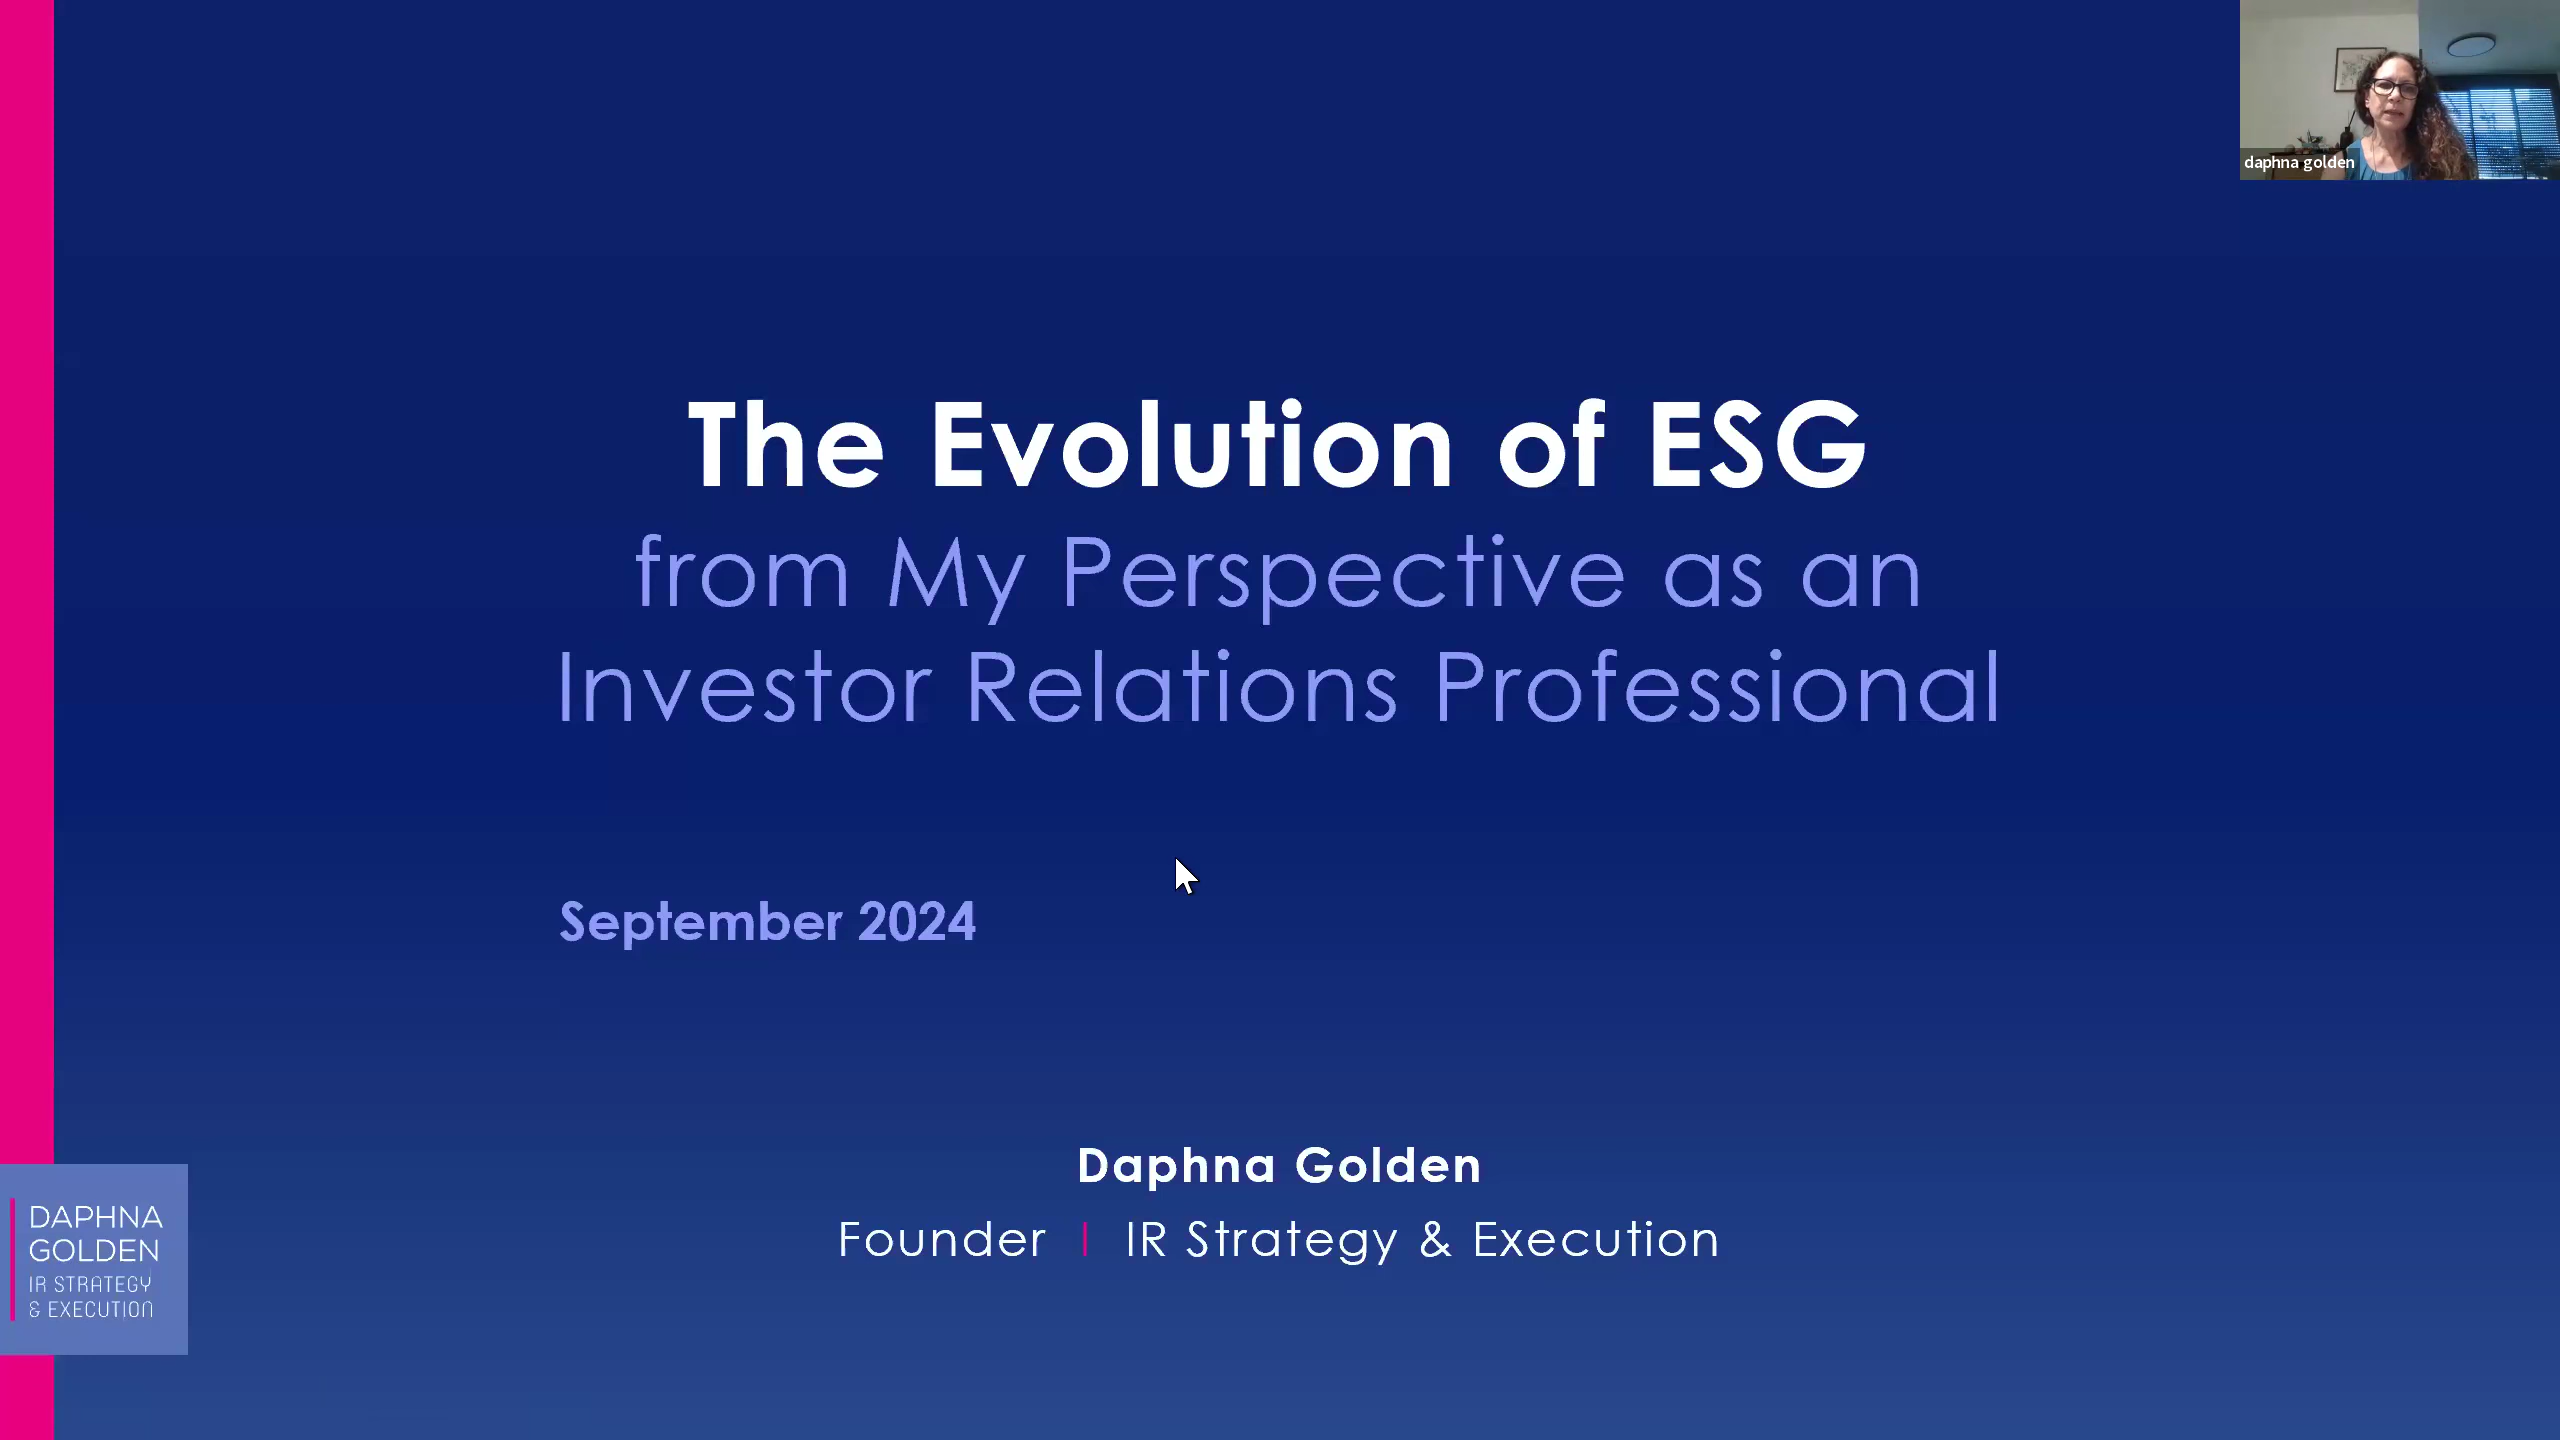 daphna golden
The Evolution of ESG
from My Perspective as an
Investor Relations Professional
September 2024
Daphna Golden
Founder | IR Strategy & Execution
DAPHNA
GOLDEN
IR STRATEGY
& EXECUTION